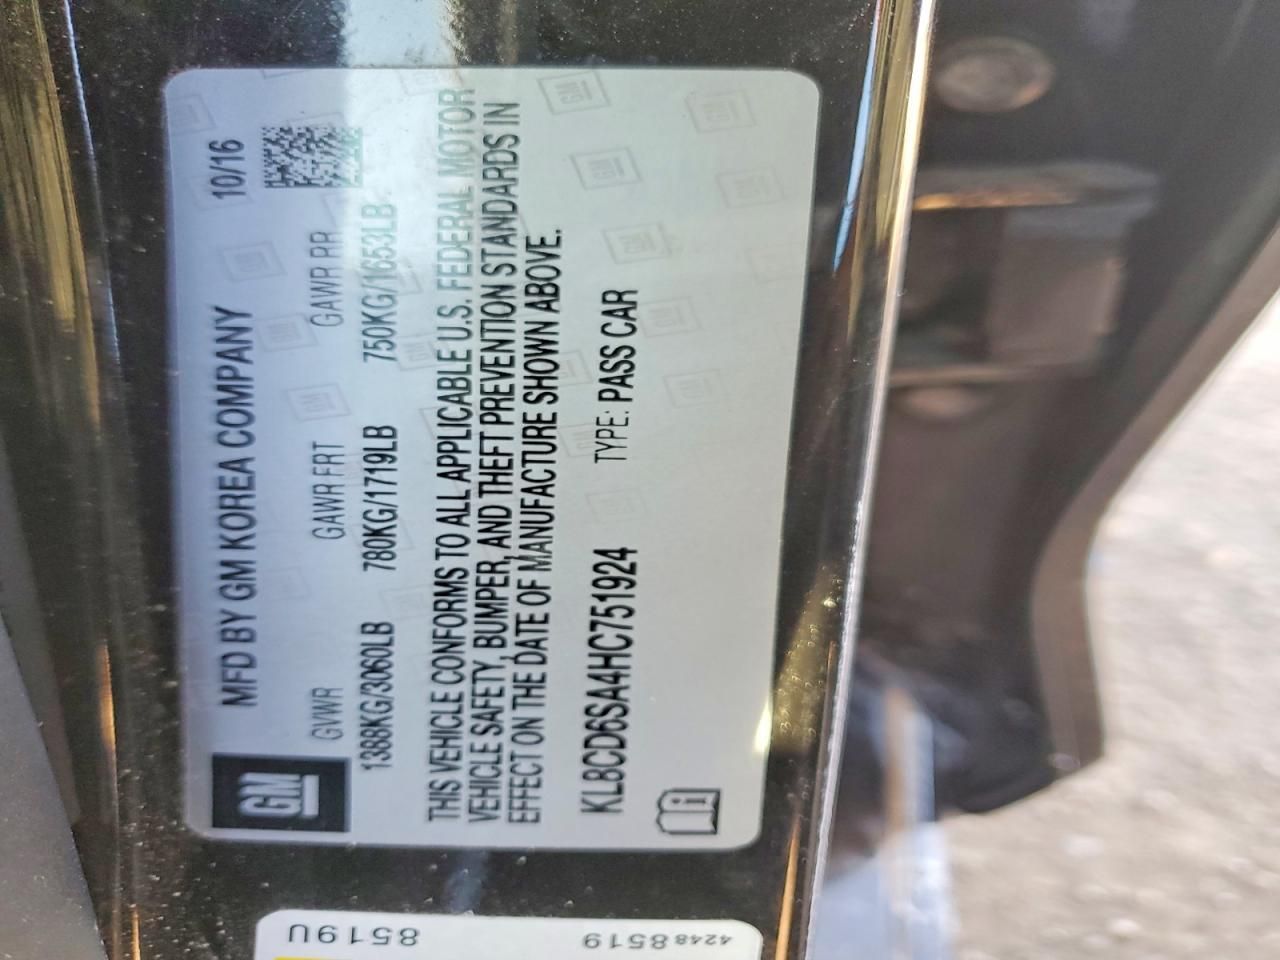 GM
MFD BY GM KOREA COMPANY 10/16
GVWR GAWR FRT GAWR RR
1388KG/3060LB 780KG/1719LB 750KG/1653LB
THIS VEHICLE CONFORMS TO ALL APPLICABLE U.S. FEDERAL MOTOR
VEHICLE SAFETY, BUMPER, AND THEFT PREVENTION STANDARDS IN
EFFECT ON THE DATE OF MANUFACTURE SHOWN ABOVE.
KL8CD6SA4HC751924 TYPE: PASS CAR
i
8519U
42488519